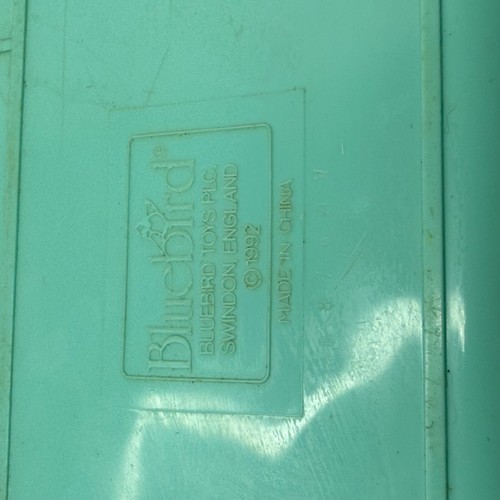 Bluebird®
BLUEBIRD TOYS PLC
SWINDON ENGLAND
© 1992
MADE IN CHINA